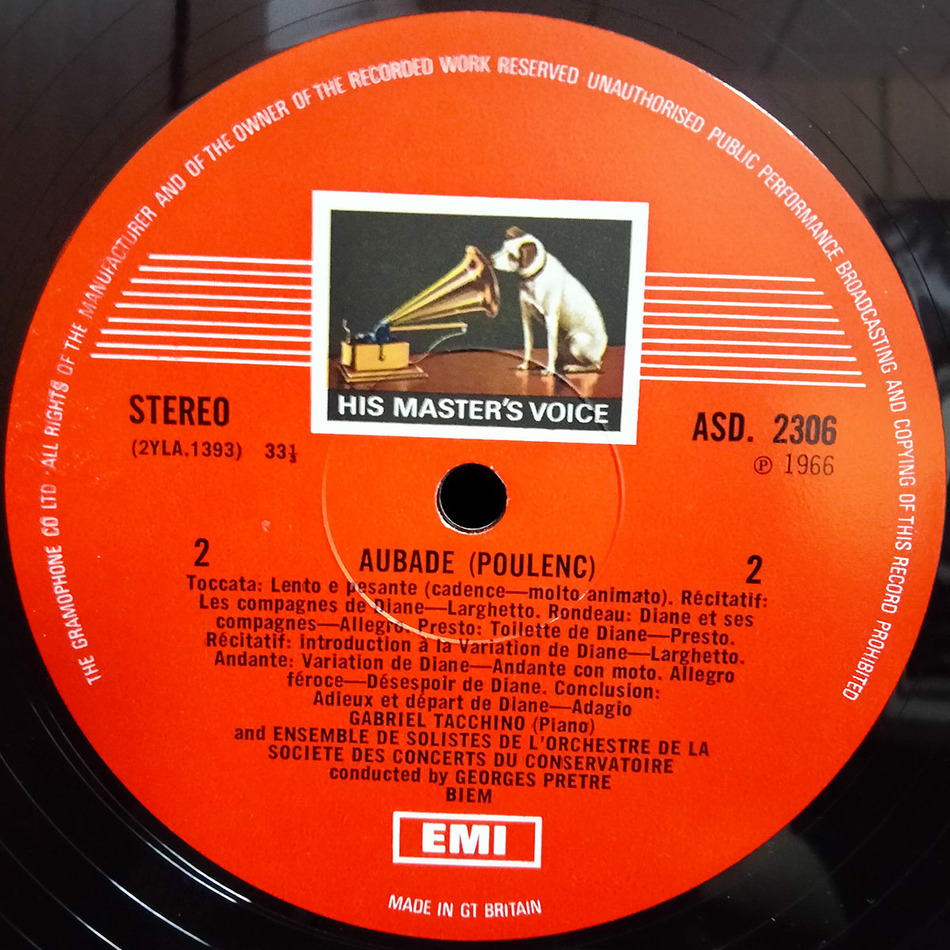 THE GRAMOPHONE CO LTD · ALL RIGHTS OF THE MANUFACTURER AND OF THE OWNER OF THE RECORDED WORK RESERVED · UNAUTHORISED PUBLIC PERFORMANCE BROADCASTING AND COPYING OF THIS RECORD PROHIBITED
HIS MASTER'S VOICE
STEREO
(2YLA.1393) 33⅓
ASD. 2306
℗ 1966
2
AUBADE (POULENC)
2
Toccata: Lento e pesante (cadence—molto animato). Récitatif:
Les compagnes de Diane—Larghetto. Rondeau: Diane et ses
compagnes—Allegro. Presto: Toilette de Diane—Presto.
Récitatif: introduction à la Variation de Diane—Larghetto.
Andante: Variation de Diane—Andante con moto. Allegro
féroce—Désespoir de Diane. Conclusion:
Adieux et départ de Diane—Adagio
GABRIEL TACCHINO (Piano)
and ENSEMBLE DE SOLISTES DE L'ORCHESTRE DE LA
SOCIETE DES CONCERTS DU CONSERVATOIRE
conducted by GEORGES PRETRE
BIEM
EMI
MADE IN GT BRITAIN